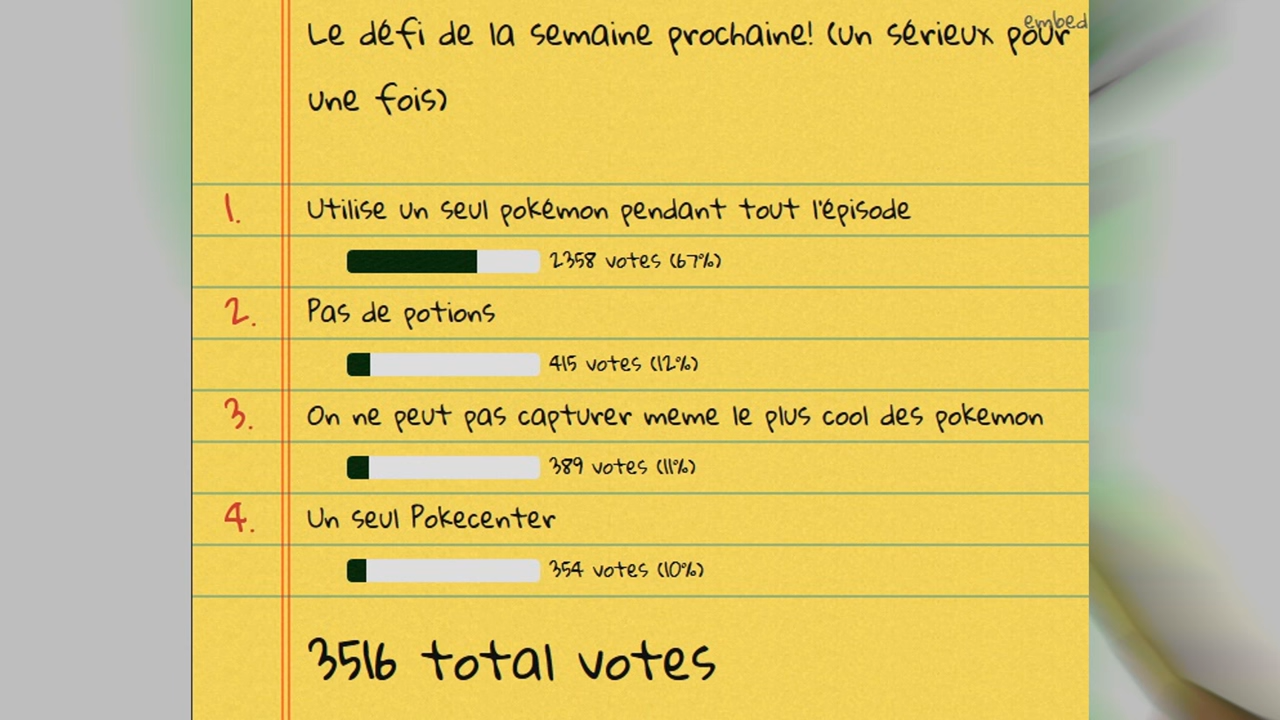 embed
Le défi de la semaine prochaine! (un sérieux pour
une fois)
1. Utilise un seul pokémon pendant tout l'épisode
2358 votes (67%)
2. Pas de potions
415 votes (12%)
3. On ne peut pas capturer meme le plus cool des pokemon
389 votes (11%)
4. Un seul Pokecenter
354 votes (10%)
3516 total votes